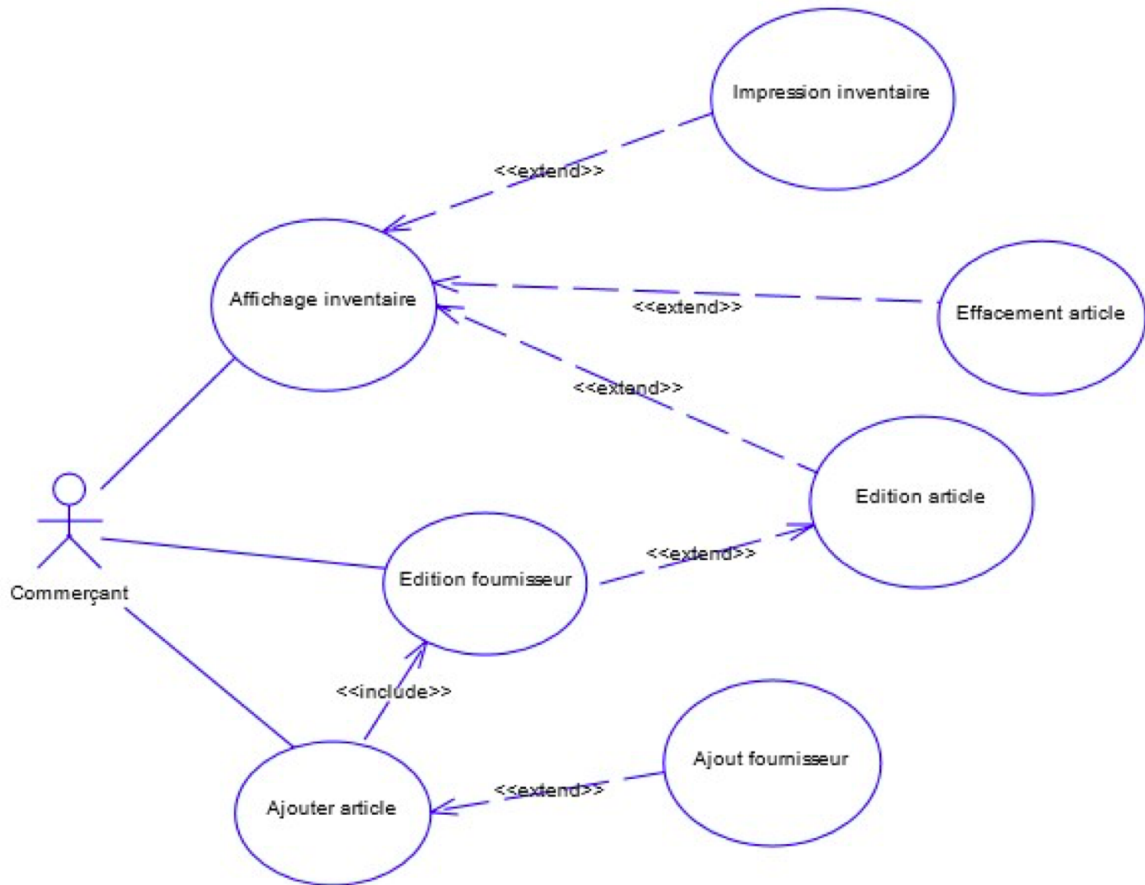 Impression inventaire
<<extend>>
Affichage inventaire
<<extend>>
Effacement article
<<extend>>
Edition article
<<extend>>
Edition fournisseur
Commerçant
<<include>>
Ajout fournisseur
<<extend>>
Ajouter article